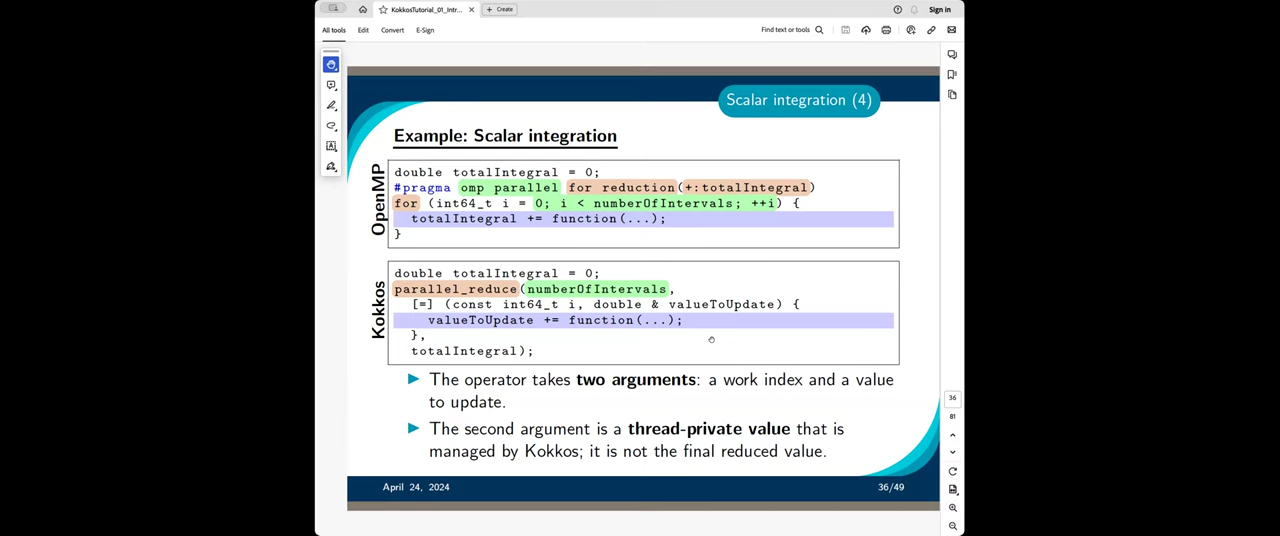 KokkosTutorial_01_Intr...
Create
Sign in
All tools
Edit
Convert
E-Sign
Find text or tools
Scalar integration (4)
Example: Scalar integration
OpenMP
double totalIntegral = 0;
#pragma omp parallel for reduction(+:totalIntegral)
for (int64_t i = 0; i < numberOfIntervals; ++i) {
totalIntegral += function(...);
}
Kokkos
double totalIntegral = 0;
parallel_reduce(numberOfIntervals,
[=] (const int64_t i, double & valueToUpdate) {
valueToUpdate += function(...);
},
totalIntegral);
The operator takes two arguments: a work index and a value
to update.
The second argument is a thread-private value that is
managed by Kokkos; it is not the final reduced value.
April 24, 2024
36/49
36
81